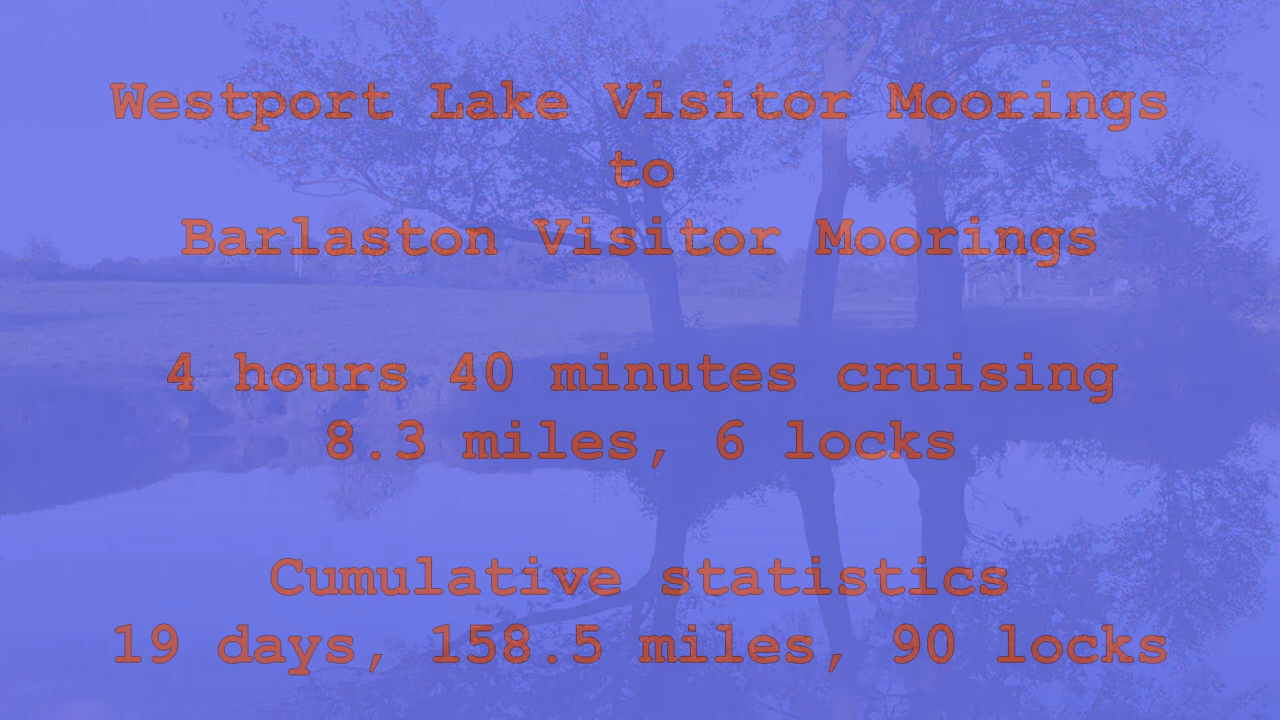 Westport Lake Visitor Moorings
to
Barlaston Visitor Moorings
4 hours 40 minutes cruising
8.3 miles, 6 locks
Cumulative statistics
19 days, 158.5 miles, 90 locks